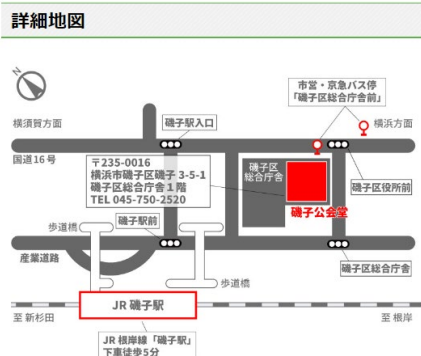 詳細地図
N
市営・京急バス停
「磯子区総合庁舎前」
横須賀方面
磯子駅入口
横浜方面
国道16号
〒235-0016
横浜市磯子区磯子 3-5-1
磯子区総合庁舎1階
TEL 045-750-2520
磯子区
総合庁舎
磯子区役所前
磯子公会堂
歩道橋
磯子駅前
産業道路
磯子区総合庁舎
歩道橋
JR 磯子駅
至 新杉田
至 根岸
JR 根岸線「磯子駅」
下車徒歩5分